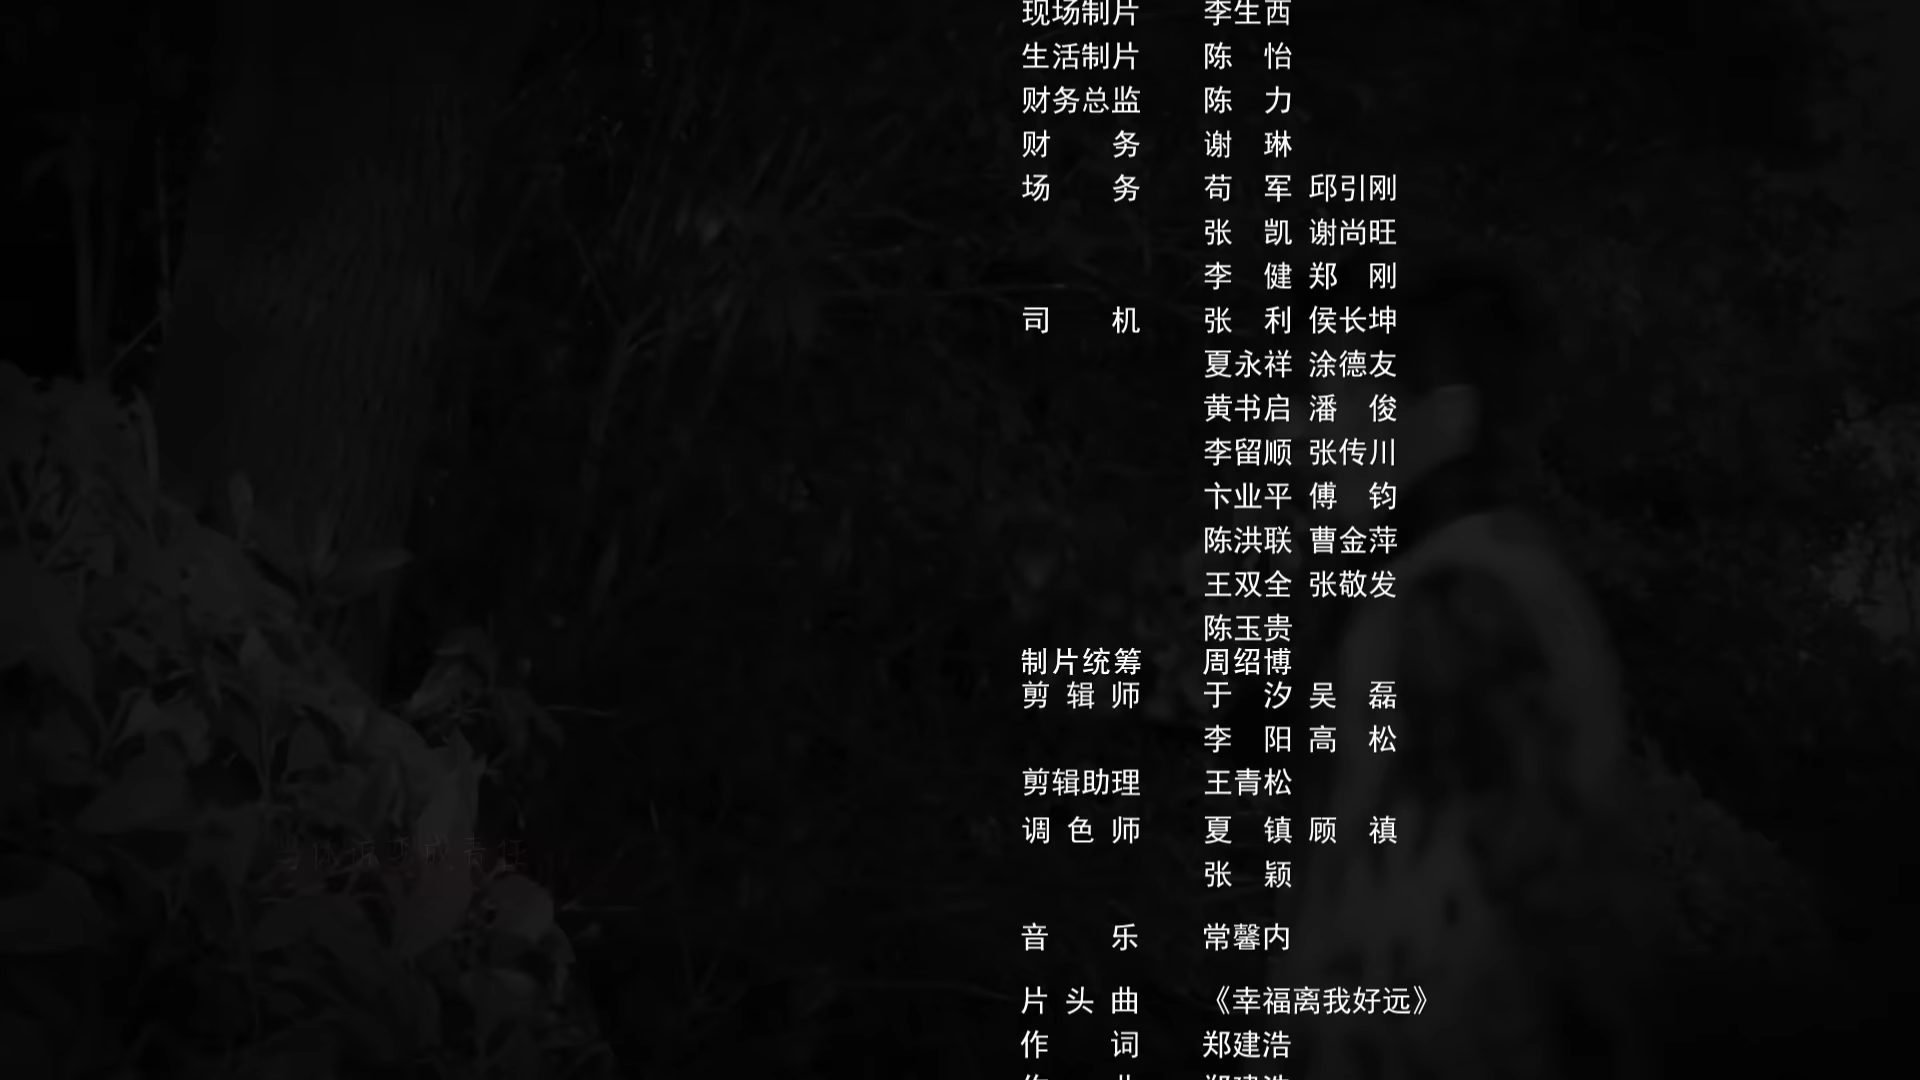 现场制片 李生西
生活制片 陈 怡
财务总监 陈 力
财 务 谢 琳
场 务 苟 军 邱引刚
张 凯 谢尚旺
李 健 郑 刚
司 机 张 利 侯长坤
夏永祥 涂德友
黄书启 潘 俊
李留顺 张传川
卞业平 傅 钧
陈洪联 曹金萍
王双全 张敬发
陈玉贵
制片统筹 周绍博
剪 辑 师 于 汐 吴 磊
李 阳 高 松
剪辑助理 王青松
调 色 师 夏 镇 顾 禛
张 颖
音 乐 常馨内
片 头 曲 《幸福离我好远》
作 词 郑建浩